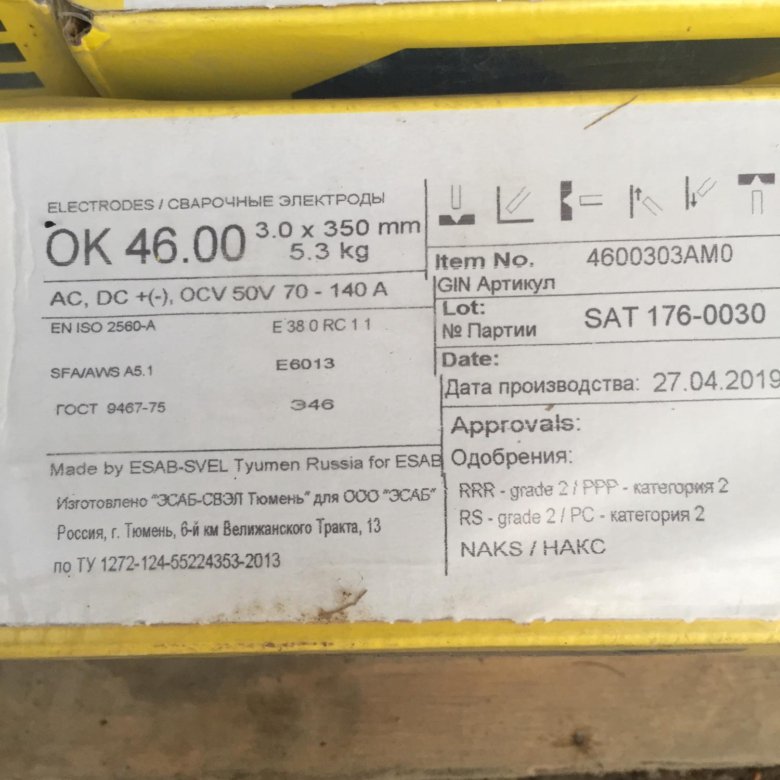 ELECTRODES / СВАРОЧНЫЕ ЭЛЕКТРОДЫ
OK 46.00 3.0 x 350 mm
5.3 kg
AC, DC +(-), OCV 50V 70 - 140 A
EN ISO 2560-A E 38 0 RC 1 1
SFA/AWS A5.1 E6013
ГОСТ 9467-75 Э46
Made by ESAB-SVEL Tyumen Russia for ESAB
Изготовлено "ЭСАБ-СВЭЛ Тюмень" для ООО "ЭСАБ"
Россия, г. Тюмень, 6-й км Велижанского Тракта, 13
по ТУ 1272-124-55224353-2013
Item No. 4600303AM0
GIN Артикул
Lot: SAT 176-0030
№ Партии
Date:
Дата производства: 27.04.2019
Approvals:
Одобрения:
RRR - grade 2 / РРР - категория 2
RS - grade 2 / РС - категория 2
NAKS / НАКС